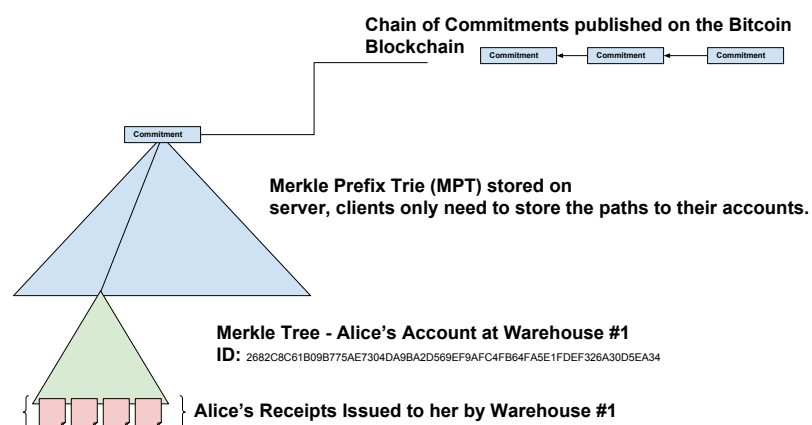 Chain of Commitments published on the Bitcoin
Blockchain
Commitment
Commitment
Commitment
Commitment
Merkle Prefix Trie (MPT) stored on
server, clients only need to store the paths to their accounts.
Merkle Tree - Alice’s Account at Warehouse #1
ID: 2682C8C61B09B775AE7304DA9BA2D569EF9AFC4FB64FA5E1FDEF326A30D5EA34
Alice’s Receipts Issued to her by Warehouse #1